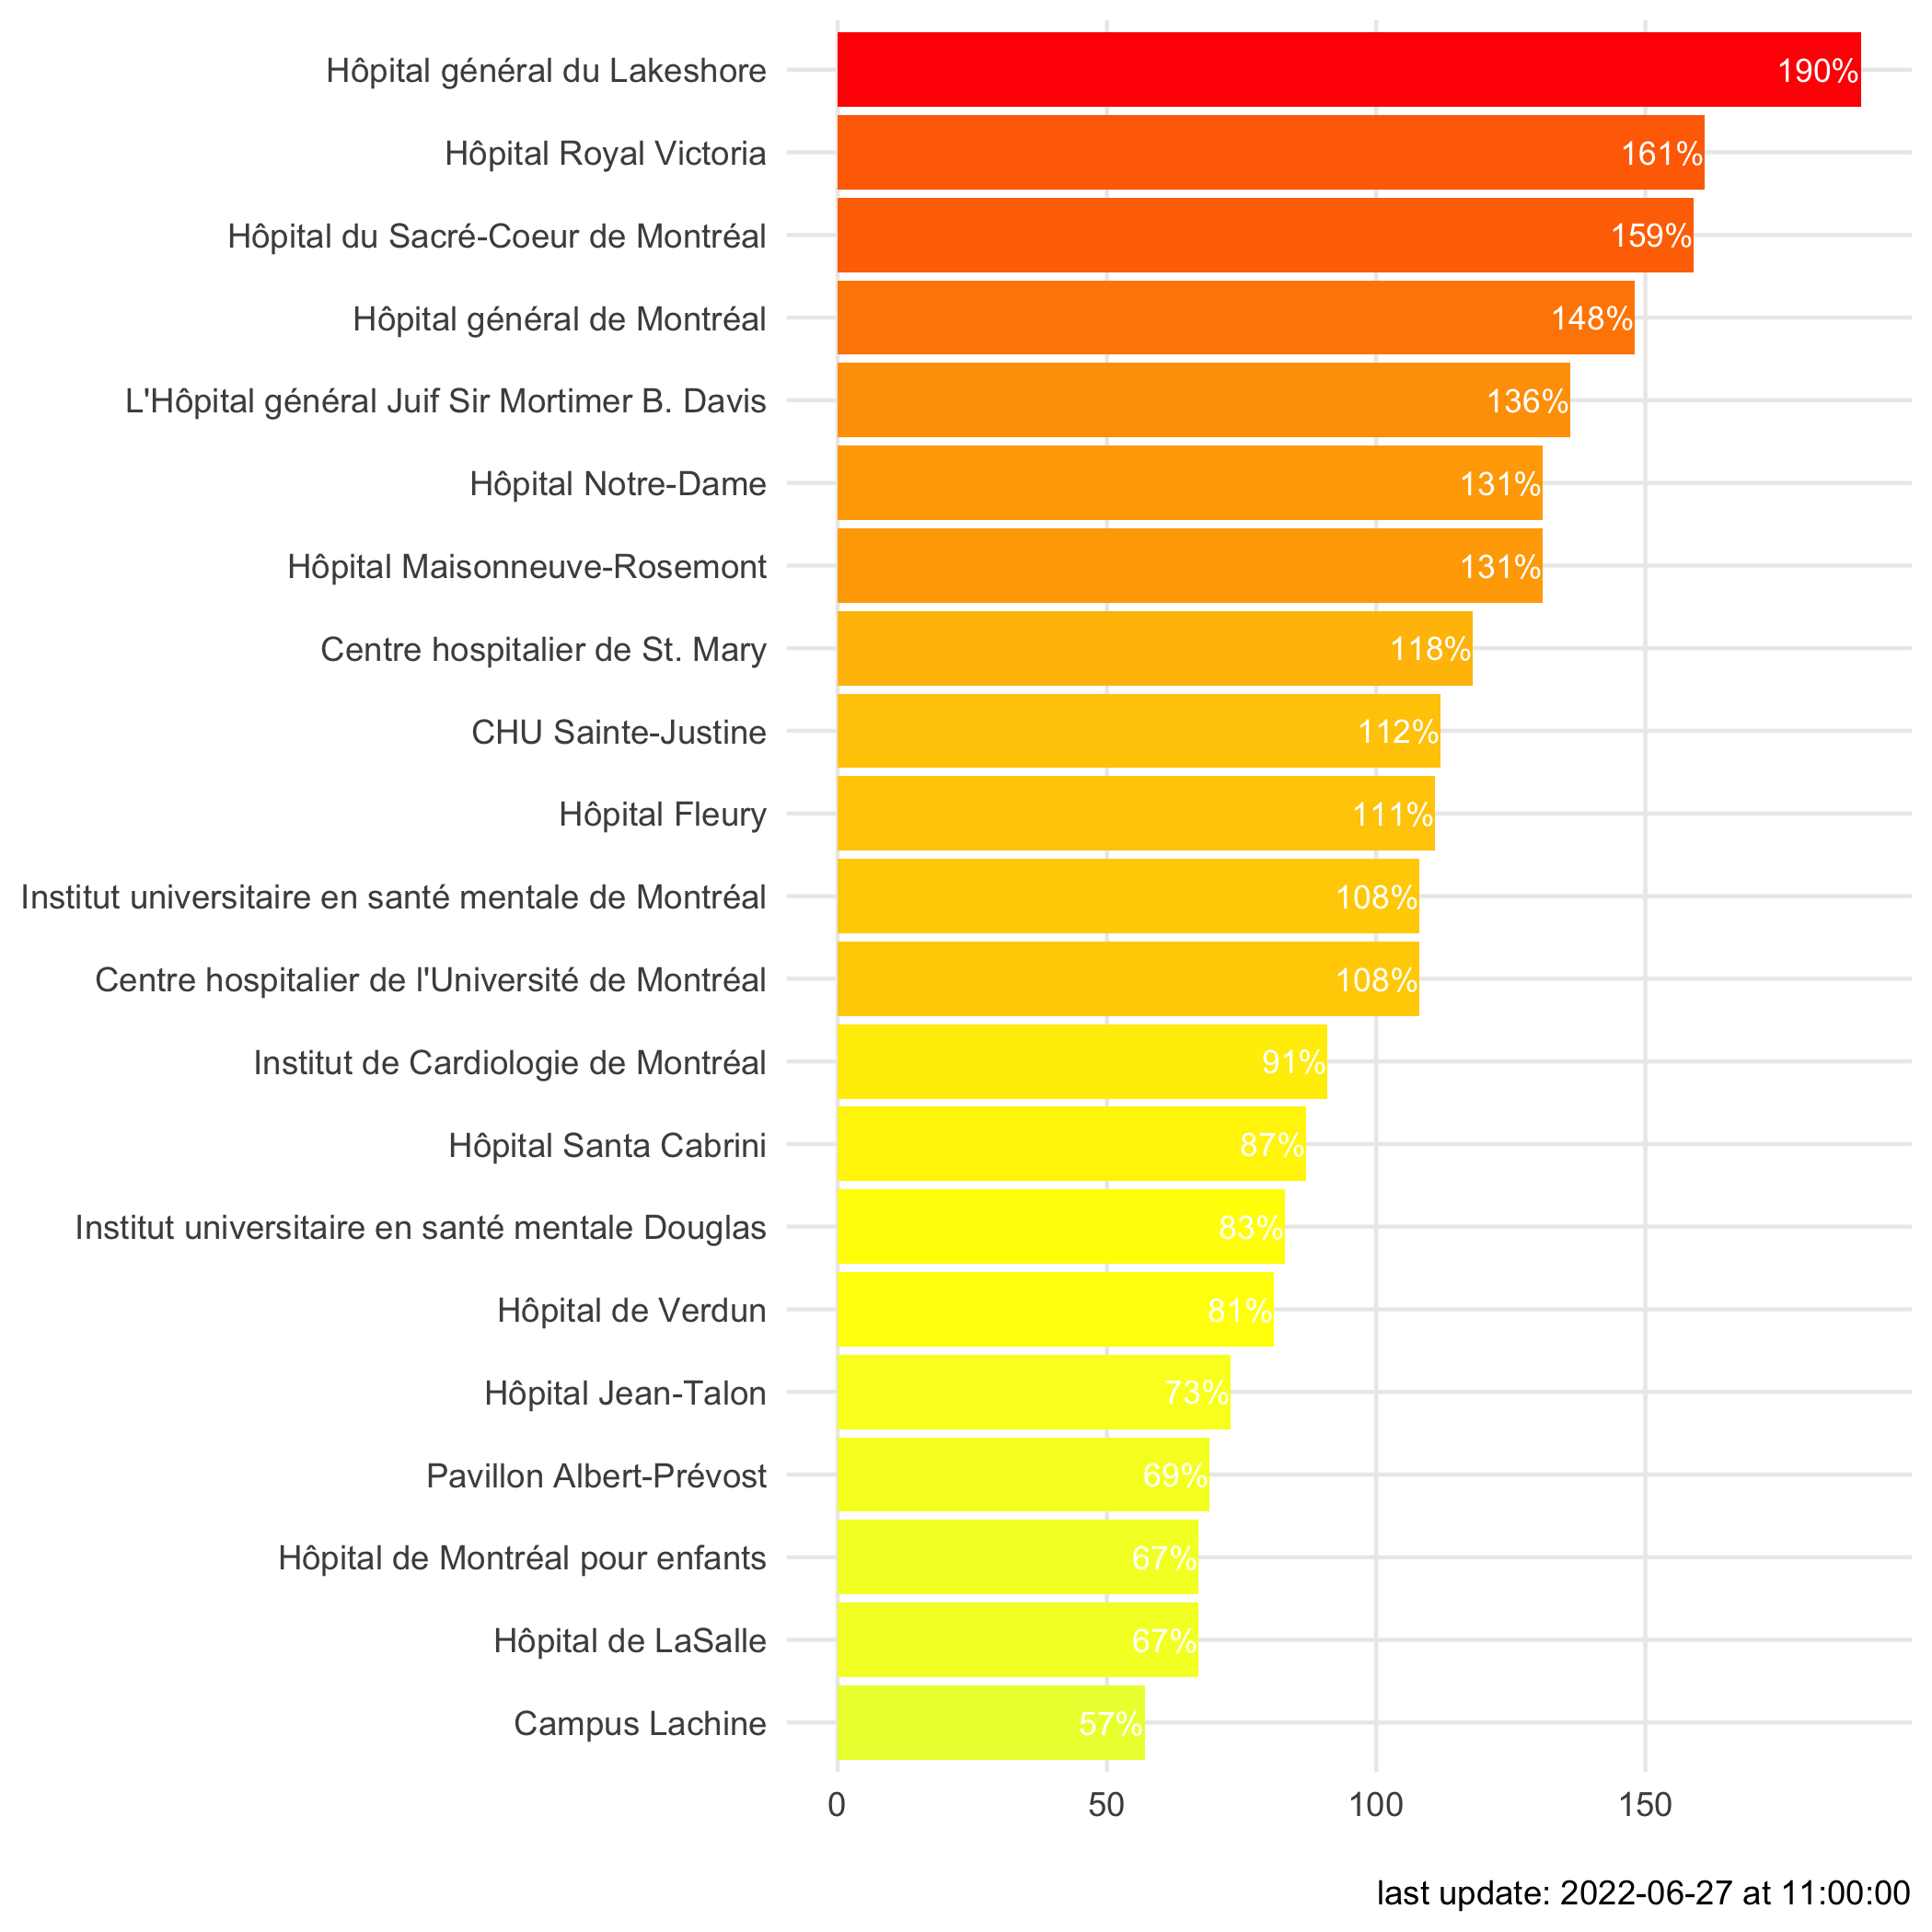 Hôpital général du Lakeshore 190%
Hôpital Royal Victoria 161%
Hôpital du Sacré-Coeur de Montréal 159%
Hôpital général de Montréal 148%
L'Hôpital général Juif Sir Mortimer B. Davis 136%
Hôpital Notre-Dame 131%
Hôpital Maisonneuve-Rosemont 131%
Centre hospitalier de St. Mary 118%
CHU Sainte-Justine 112%
Hôpital Fleury 111%
Institut universitaire en santé mentale de Montréal 108%
Centre hospitalier de l'Université de Montréal 108%
Institut de Cardiologie de Montréal 91%
Hôpital Santa Cabrini 87%
Institut universitaire en santé mentale Douglas 83%
Hôpital de Verdun 81%
Hôpital Jean-Talon 73%
Pavillon Albert-Prévost 69%
Hôpital de Montréal pour enfants 67%
Hôpital de LaSalle 67%
Campus Lachine 57%
0 50 100 150
last update: 2022-06-27 at 11:00:00